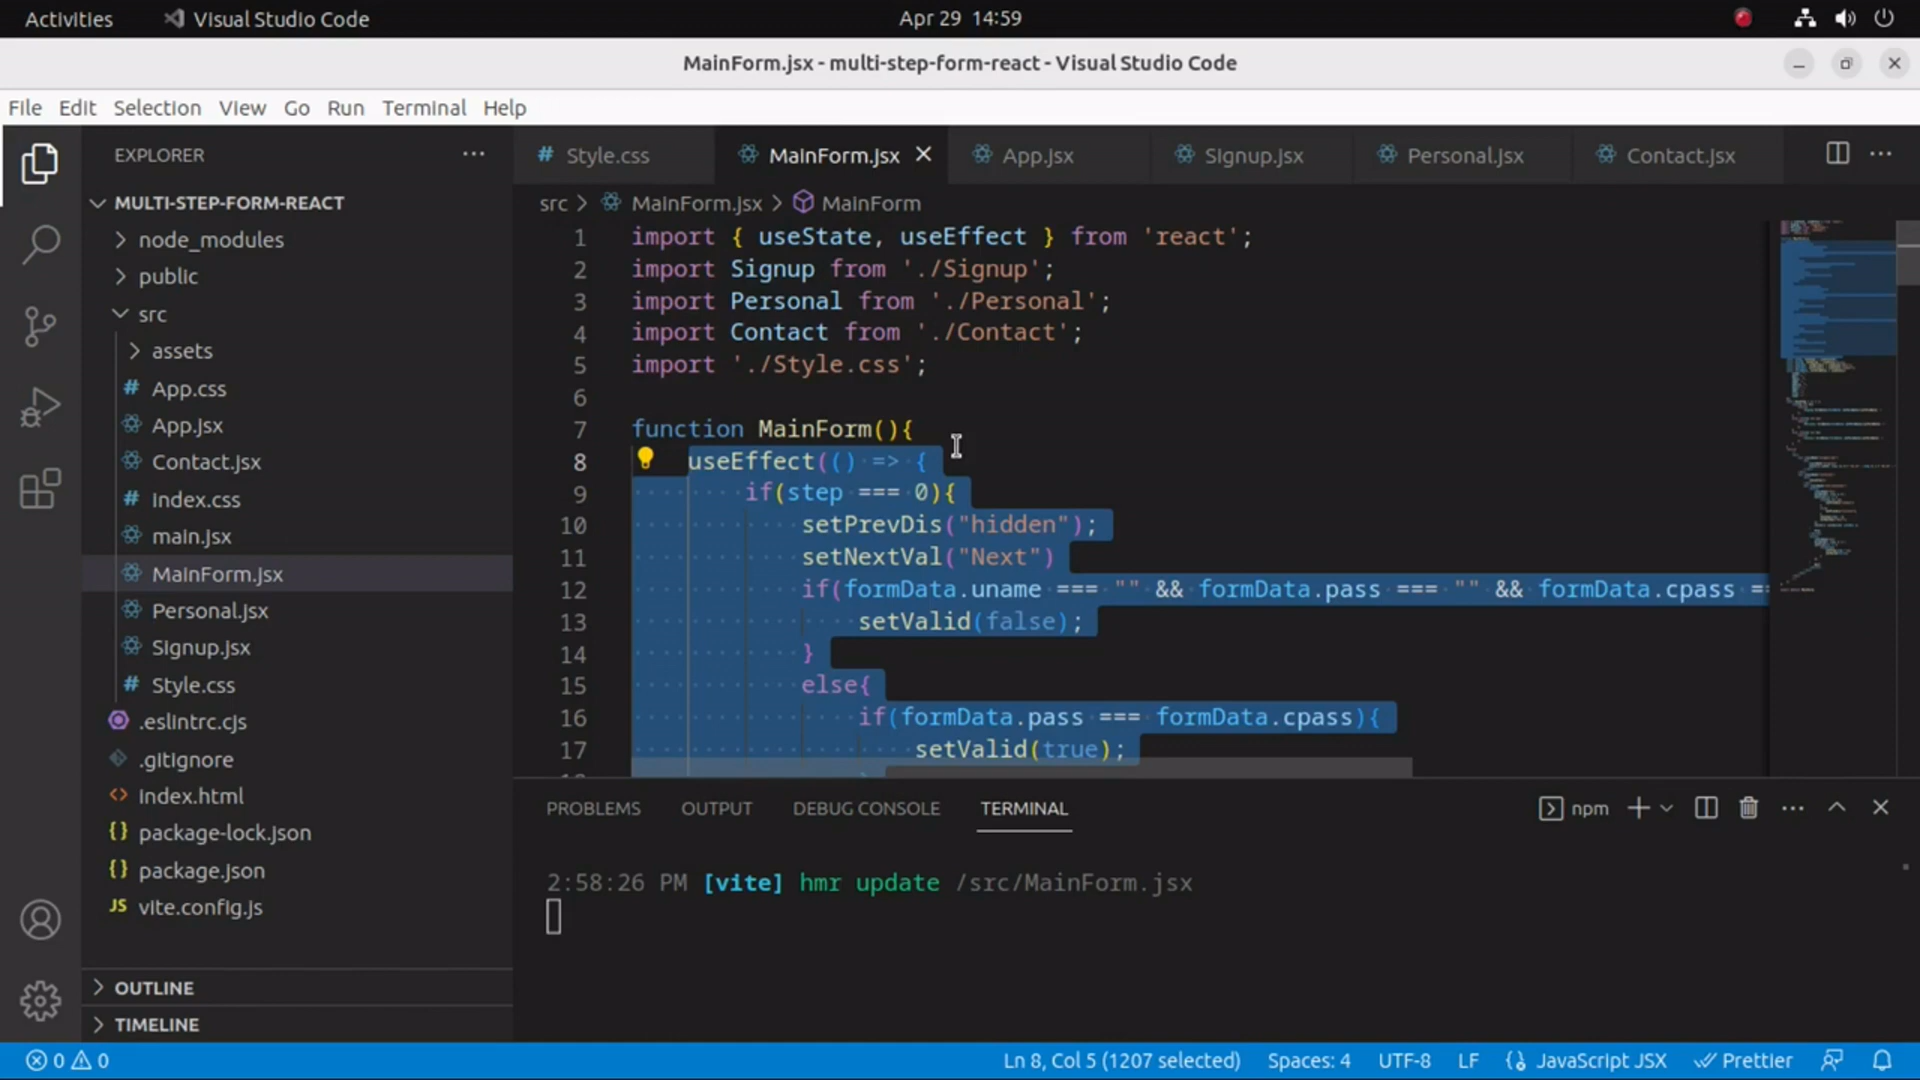 Activities
Visual Studio Code
Apr 29 14:59
MainForm.jsx - multi-step-form-react - Visual Studio Code
File Edit Selection View Go Run Terminal Help
EXPLORER
MULTI-STEP-FORM-REACT
node_modules
public
src
assets
# App.css
App.jsx
Contact.jsx
# Index.css
main.jsx
MainForm.jsx
Personal.jsx
Signup.jsx
# Style.css
.eslintrc.cjs
.gitignore
<> Index.html
{} package-lock.json
{} package.json
JS vite.config.js
OUTLINE
TIMELINE
# Style.css
MainForm.jsx
App.jsx
Signup.jsx
Personal.jsx
Contact.jsx
src > MainForm.jsx > MainForm
1 import { useState, useEffect } from 'react';
2 import Signup from './Signup';
3 import Personal from './Personal';
4 import Contact from './Contact';
5 import './Style.css';
6
7 function MainForm(){
8 useEffect(() => {
9 if(step === 0){
10 setPrevDis("hidden");
11 setNextVal("Next")
12 if(formData.uname === "" && formData.pass === "" && formData.cpass ==
13 setValid(false);
14 }
15 else{
16 if(formData.pass === formData.cpass){
17 setValid(true);
PROBLEMS OUTPUT DEBUG CONSOLE TERMINAL
npm
2:58:26 PM [vite] hmr update /src/MainForm.jsx
0 0
Ln 8, Col 5 (1207 selected)
Spaces: 4
UTF-8
LF
JavaScript JSX
Prettier